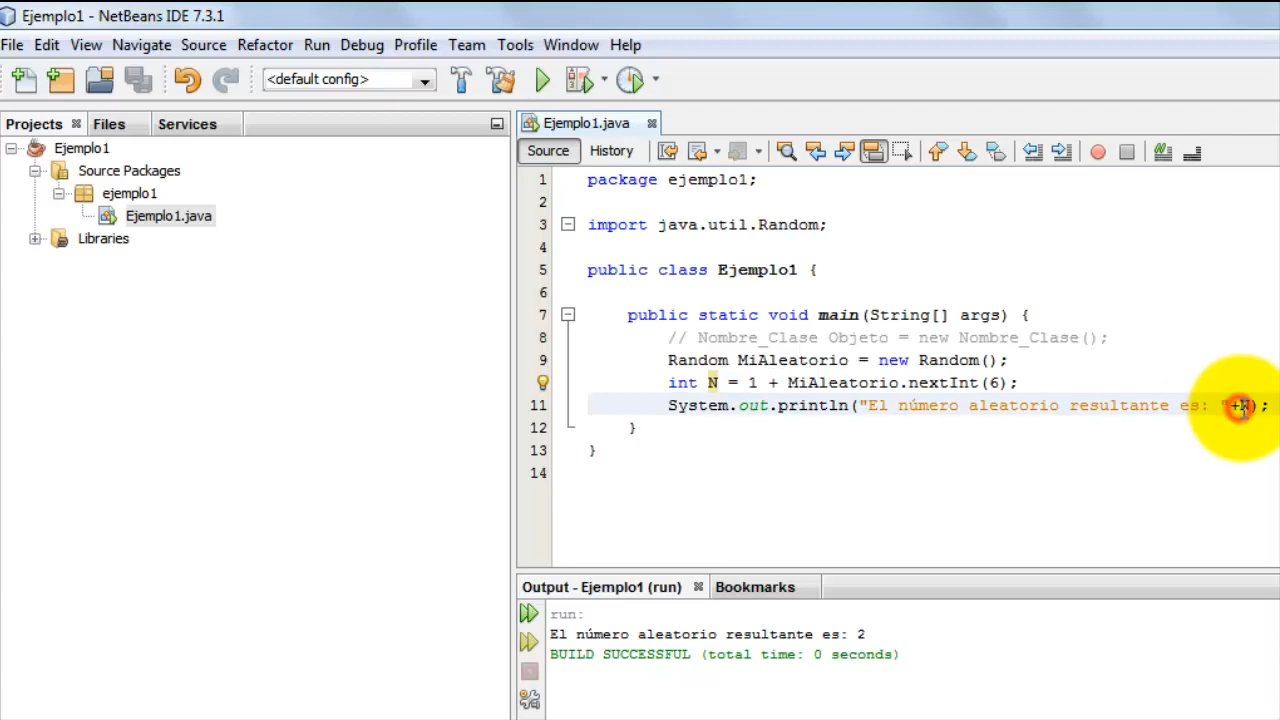 Ejemplo1 - NetBeans IDE 7.3.1
File Edit View Navigate Source Refactor Run Debug Profile Team Tools Window Help
<default config>
Projects Files Services
Ejemplo1
Source Packages
ejemplo1
Ejemplo1.java
Libraries
Ejemplo1.java
Source History
1 package ejemplo1;
2
3 import java.util.Random;
4
5 public class Ejemplo1 {
6
7 public static void main(String[] args) {
8 // Nombre_Clase Objeto = new Nombre_Clase();
9 Random MiAleatorio = new Random();
int N = 1 + MiAleatorio.nextInt(6);
11 System.out.println("El número aleatorio resultante es: "+N);
12 }
13 }
14
Output - Ejemplo1 (run) Bookmarks
run:
El número aleatorio resultante es: 2
BUILD SUCCESSFUL (total time: 0 seconds)